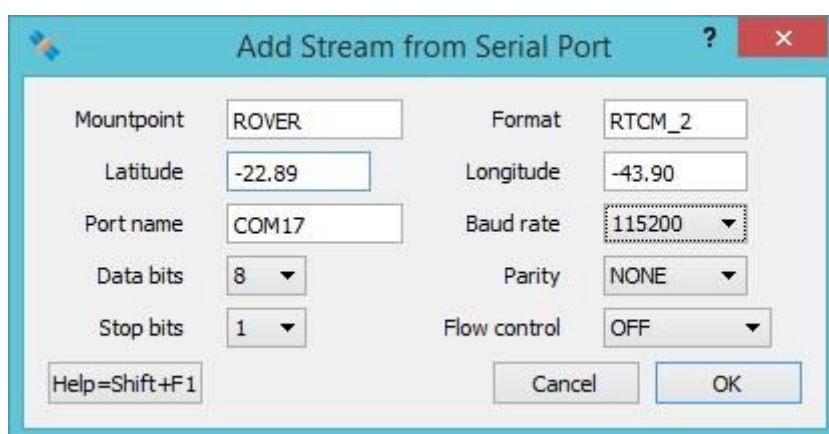 Add Stream from Serial Port ? ×
Mountpoint ROVER Format RTCM_2
Latitude -22.89 Longitude -43.90
Port name COM17 Baud rate 115200
Data bits 8 Parity NONE
Stop bits 1 Flow control OFF
Help=Shift+F1 Cancel OK